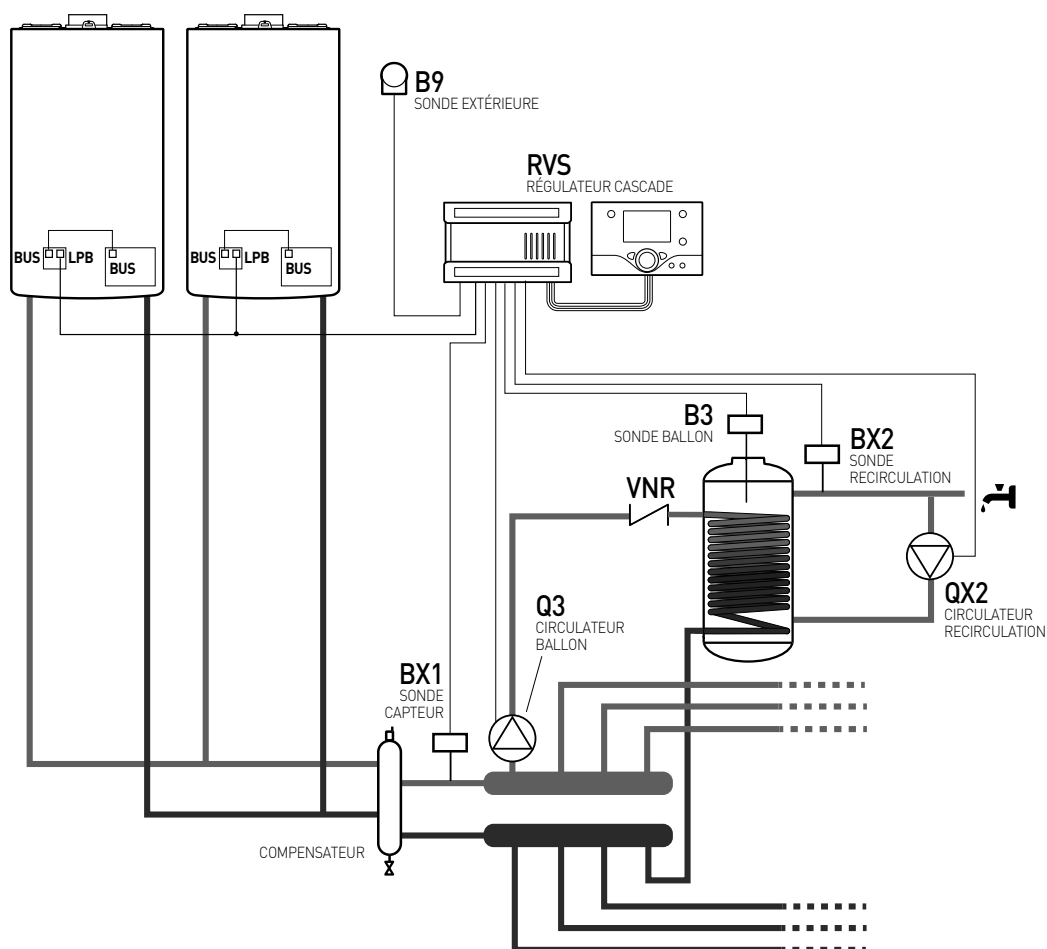 B9
SONDE EXTÉRIEURE
RVS
RÉGULATEUR CASCADE
BUS LPB
BUS
BUS LPB
BUS
B3
SONDE BALLON
BX2
SONDE
RECIRCULATION
VNR
Q3
CIRCULATEUR
BALLON
QX2
CIRCULATEUR
RECIRCULATION
BX1
SONDE
CAPTEUR
COMPENSATEUR